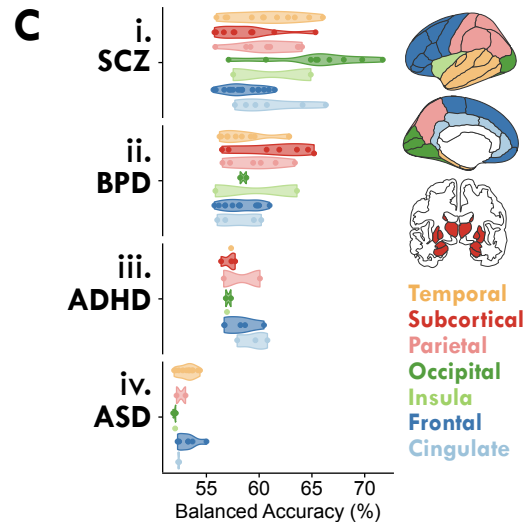 C
i.
SCZ
ii.
BPD
iii.
ADHD
iv.
ASD
Temporal
Subcortical
Parietal
Occipital
Insula
Frontal
Cingulate
55 60 65 70
Balanced Accuracy (%)